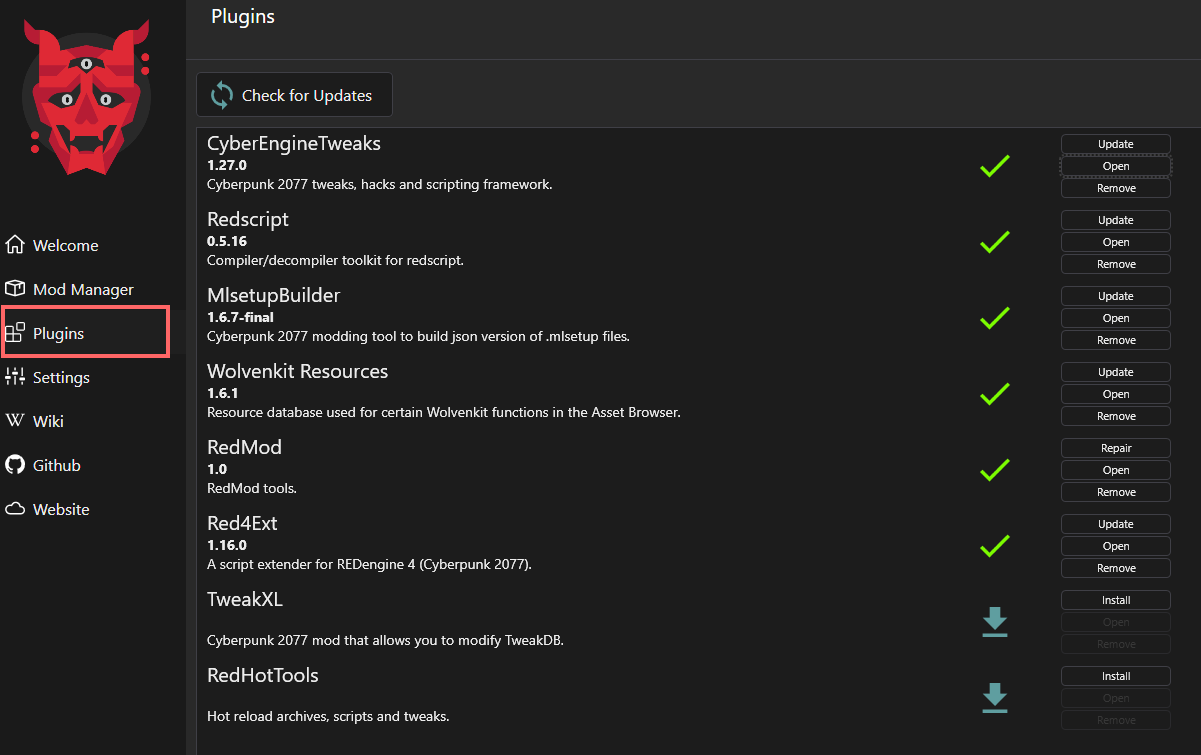 Plugins
Check for Updates
Welcome
Mod Manager
Plugins
Settings
Wiki
Github
Website
CyberEngineTweaks
1.27.0
Cyberpunk 2077 tweaks, hacks and scripting framework.
Update
Open
Remove
Redscript
0.5.16
Compiler/decompiler toolkit for redscript.
Update
Open
Remove
MlsetupBuilder
1.6.7-final
Cyberpunk 2077 modding tool to build json version of .mlsetup files.
Update
Open
Remove
Wolvenkit Resources
1.6.1
Resource database used for certain Wolvenkit functions in the Asset Browser.
Update
Open
Remove
RedMod
1.0
RedMod tools.
Repair
Open
Remove
Red4Ext
1.16.0
A script extender for REDengine 4 (Cyberpunk 2077).
Update
Open
Remove
TweakXL
Cyberpunk 2077 mod that allows you to modify TweakDB.
Install
Open
Remove
RedHotTools
Hot reload archives, scripts and tweaks.
Install
Open
Remove